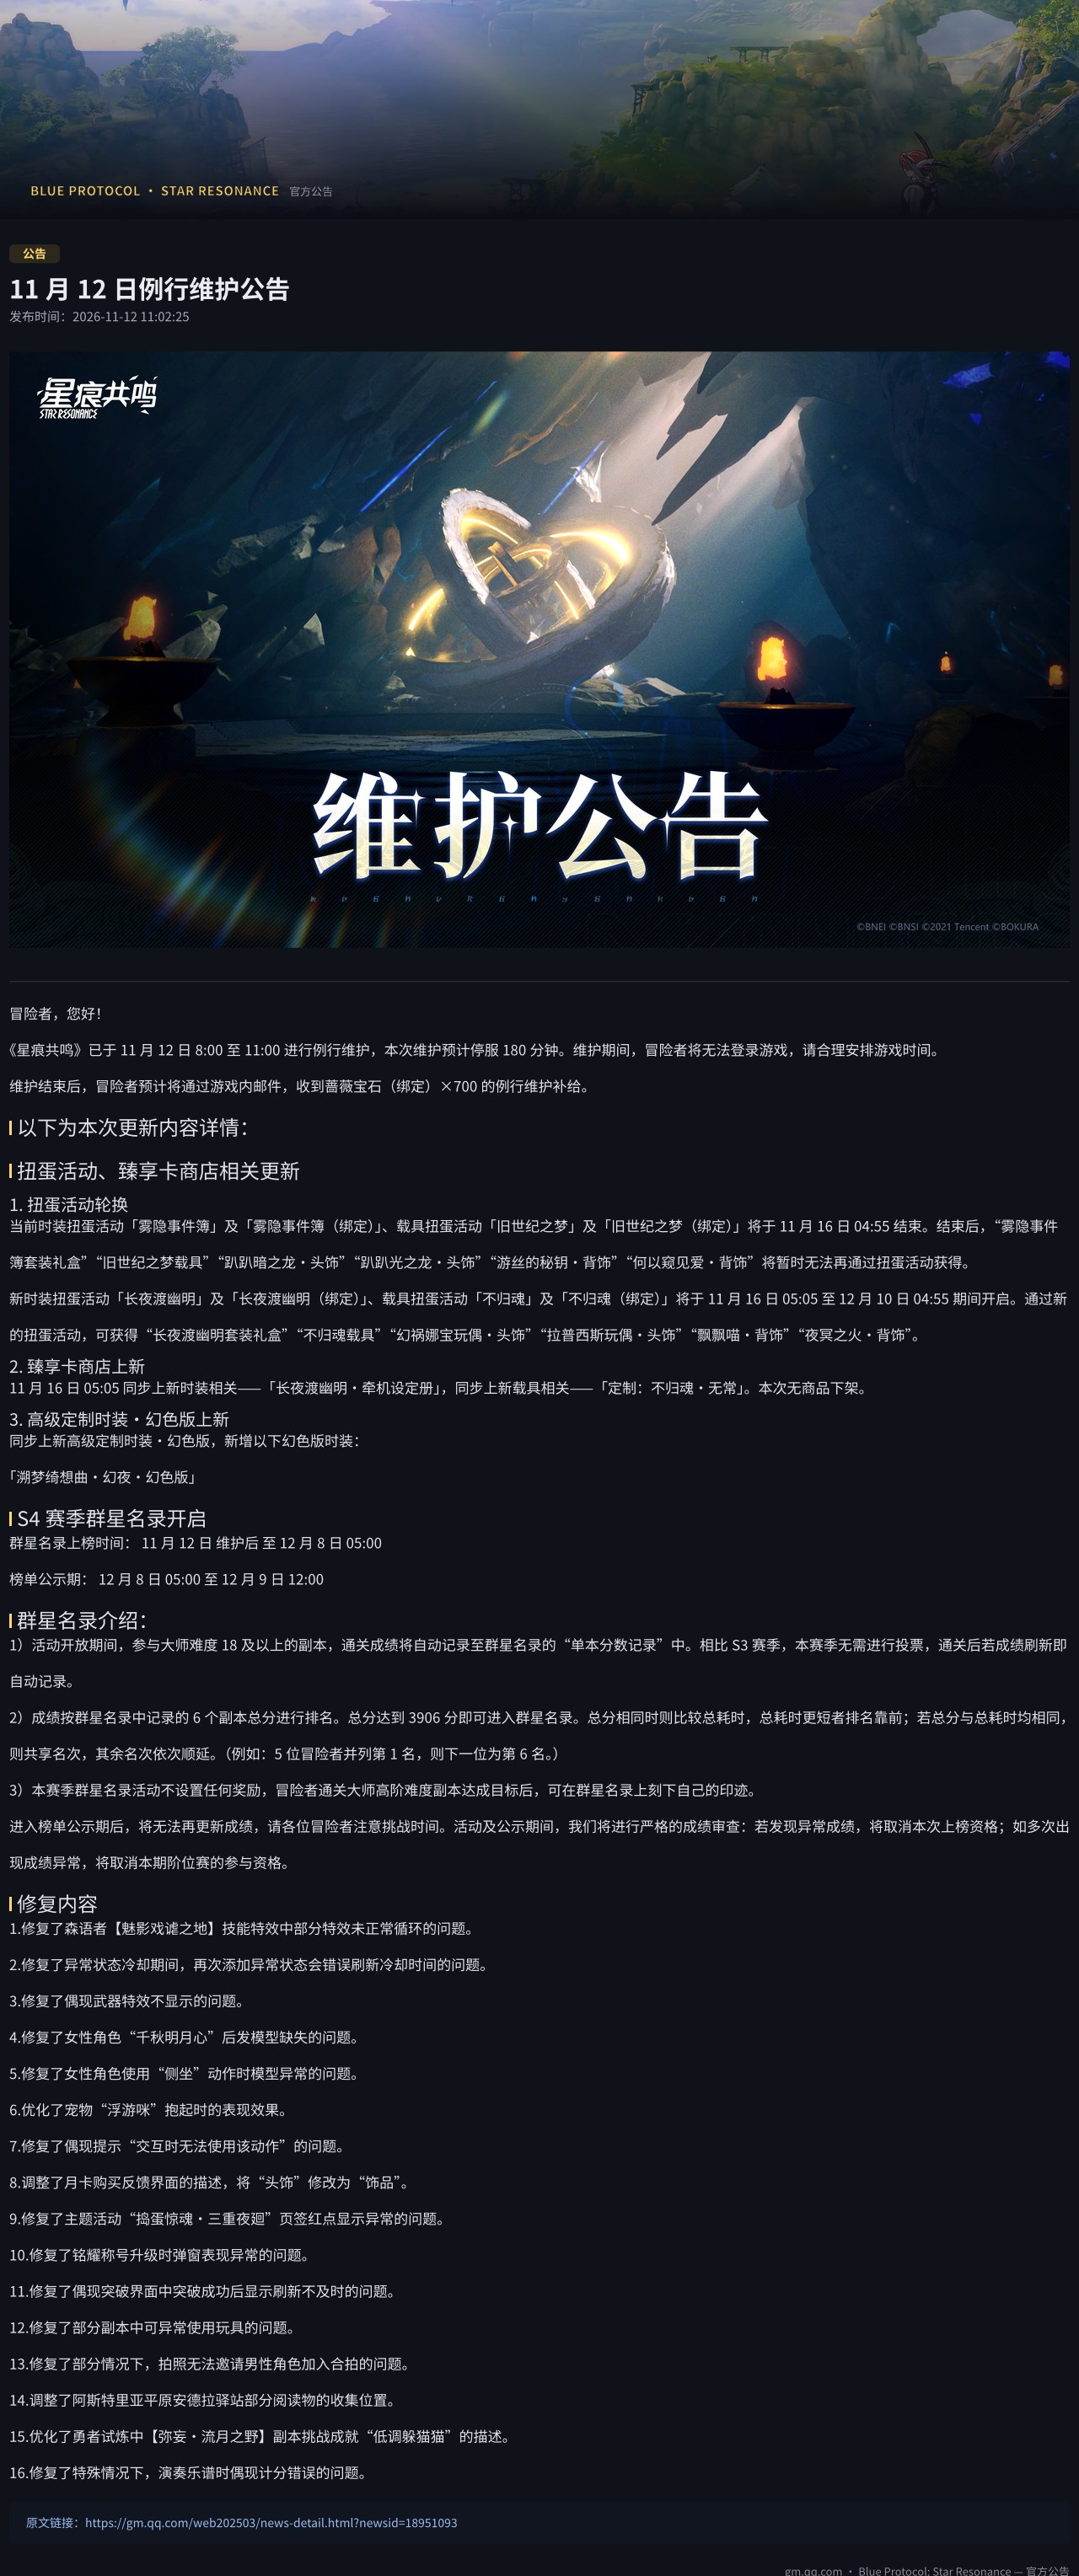 BLUE PROTOCOL · STAR RESONANCE 官方公告
公告
11 月 12 日例行维护公告
发布时间：2026-11-12 11:02:25
星痕共鸣
STAR RESONANCE
维护公告
©BNEI ©BNSI ©2021 Tencent ©BOKURA
冒险者，您好！
《星痕共鸣》已于 11 月 12 日 8:00 至 11:00 进行例行维护，本次维护预计停服 180 分钟。维护期间，冒险者将无法登录游戏，请合理安排游戏时间。
维护结束后，冒险者预计将通过游戏内邮件，收到蔷薇宝石（绑定）×700 的例行维护补给。
以下为本次更新内容详情：
扭蛋活动、臻享卡商店相关更新
1. 扭蛋活动轮换
当前时装扭蛋活动「雾隐事件簿」及「雾隐事件簿（绑定）」、载具扭蛋活动「旧世纪之梦」及「旧世纪之梦（绑定）」将于 11 月 16 日 04:55 结束。结束后，“雾隐事件
簿套装礼盒”“旧世纪之梦载具”“趴趴暗之龙・头饰”“趴趴光之龙・头饰”“游丝的秘钥・背饰”“何以窥见爱・背饰”将暂时无法再通过扭蛋活动获得。
新时装扭蛋活动「长夜渡幽明」及「长夜渡幽明（绑定）」、载具扭蛋活动「不归魂」及「不归魂（绑定）」将于 11 月 16 日 05:05 至 12 月 10 日 04:55 期间开启。通过新
的扭蛋活动，可获得“长夜渡幽明套装礼盒”“不归魂载具”“幻祸娜宝玩偶・头饰”“拉普西斯玩偶・头饰”“飘飘喵・背饰”“夜冥之火・背饰”。
2. 臻享卡商店上新
11 月 16 日 05:05 同步上新时装相关——「长夜渡幽明・牵机设定册」，同步上新载具相关——「定制：不归魂・无常」。本次无商品下架。
3. 高级定制时装・幻色版上新
同步上新高级定制时装・幻色版，新增以下幻色版时装：
「溯梦绮想曲・幻夜・幻色版」
S4 赛季群星名录开启
群星名录上榜时间： 11 月 12 日 维护后 至 12 月 8 日 05:00
榜单公示期： 12 月 8 日 05:00 至 12 月 9 日 12:00
群星名录介绍：
1）活动开放期间，参与大师难度 18 及以上的副本，通关成绩将自动记录至群星名录的“单本分数记录”中。相比 S3 赛季，本赛季无需进行投票，通关后若成绩刷新即
自动记录。
2）成绩按群星名录中记录的 6 个副本总分进行排名。总分达到 3906 分即可进入群星名录。总分相同时则比较总耗时，总耗时更短者排名靠前；若总分与总耗时均相同，
则共享名次，其余名次依次顺延。（例如：5 位冒险者并列第 1 名，则下一位为第 6 名。）
3）本赛季群星名录活动不设置任何奖励，冒险者通关大师高阶难度副本达成目标后，可在群星名录上刻下自己的印迹。
进入榜单公示期后，将无法再更新成绩，请各位冒险者注意挑战时间。活动及公示期间，我们将进行严格的成绩审查：若发现异常成绩，将取消本次上榜资格；如多次出
现成绩异常，将取消本期阶位赛的参与资格。
修复内容
1.修复了森语者【魅影戏谑之地】技能特效中部分特效未正常循环的问题。
2.修复了异常状态冷却期间，再次添加异常状态会错误刷新冷却时间的问题。
3.修复了偶现武器特效不显示的问题。
4.修复了女性角色“千秋明月心”后发模型缺失的问题。
5.修复了女性角色使用“侧坐”动作时模型异常的问题。
6.优化了宠物“浮游咪”抱起时的表现效果。
7.修复了偶现提示“交互时无法使用该动作”的问题。
8.调整了月卡购买反馈界面的描述，将“头饰”修改为“饰品”。
9.修复了主题活动“捣蛋惊魂・三重夜廻”页签红点显示异常的问题。
10.修复了铭耀称号升级时弹窗表现异常的问题。
11.修复了偶现突破界面中突破成功后显示刷新不及时的问题。
12.修复了部分副本中可异常使用玩具的问题。
13.修复了部分情况下，拍照无法邀请男性角色加入合拍的问题。
14.调整了阿斯特里亚平原安德拉驿站部分阅读物的收集位置。
15.优化了勇者试炼中【弥妄・流月之野】副本挑战成就“低调躲猫猫”的描述。
16.修复了特殊情况下，演奏乐谱时偶现计分错误的问题。
原文链接：https://gm.qq.com/web202503/news-detail.html?newsid=18951093
gm.qq.com · Blue Protocol: Star Resonance — 官方公告